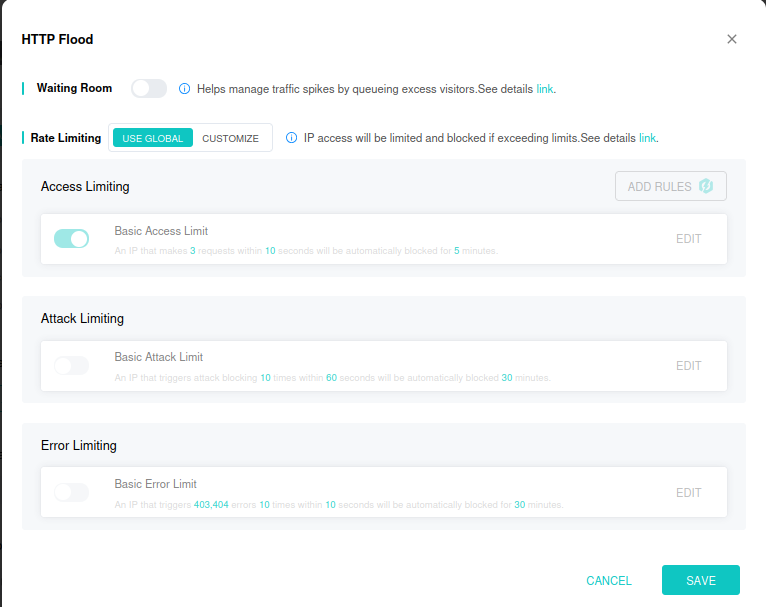 HTTP Flood
Waiting Room Helps manage traffic spikes by queueing excess visitors.See details link.
Rate Limiting USE GLOBAL CUSTOMIZE IP access will be limited and blocked if exceeding limits.See details link.
Access Limiting ADD RULES
Basic Access Limit
An IP that makes 3 requests within 10 seconds will be automatically blocked for 5 minutes.
EDIT
Attack Limiting
Basic Attack Limit
An IP that triggers attack blocking 10 times within 60 seconds will be automatically blocked 30 minutes.
EDIT
Error Limiting
Basic Error Limit
An IP that triggers 403,404 errors 10 times within 10 seconds will be automatically blocked for 30 minutes.
EDIT
CANCEL SAVE